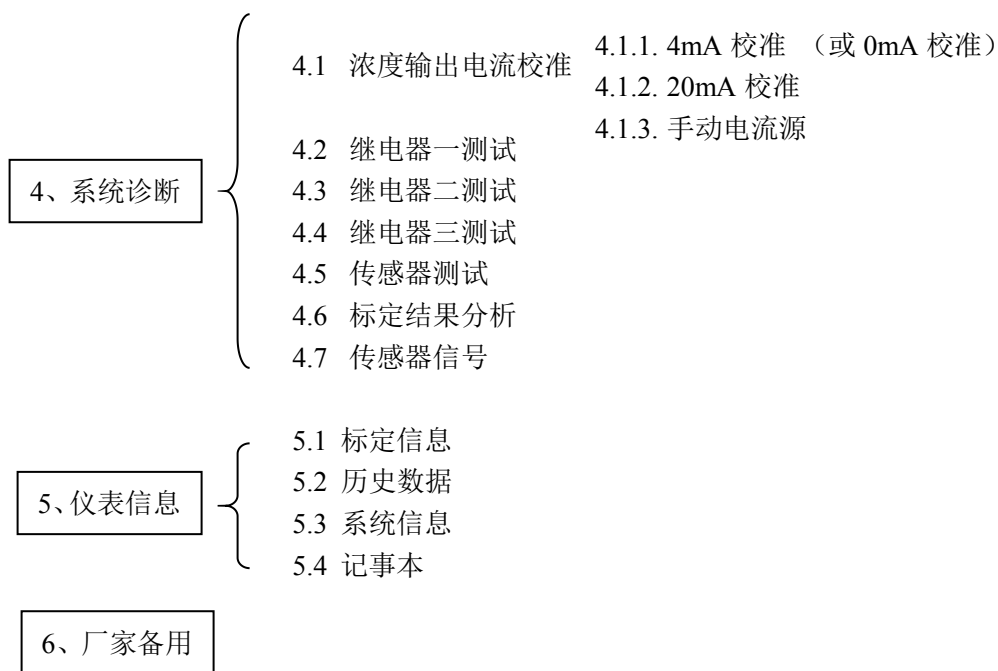 4、系统诊断
4.1 浓度输出电流校准
4.1.1. 4mA 校准 （或 0mA 校准）
4.1.2. 20mA 校准
4.1.3. 手动电流源
4.2 继电器一测试
4.3 继电器二测试
4.4 继电器三测试
4.5 传感器测试
4.6 标定结果分析
4.7 传感器信号
5、仪表信息
5.1 标定信息
5.2 历史数据
5.3 系统信息
5.4 记事本
6、厂家备用